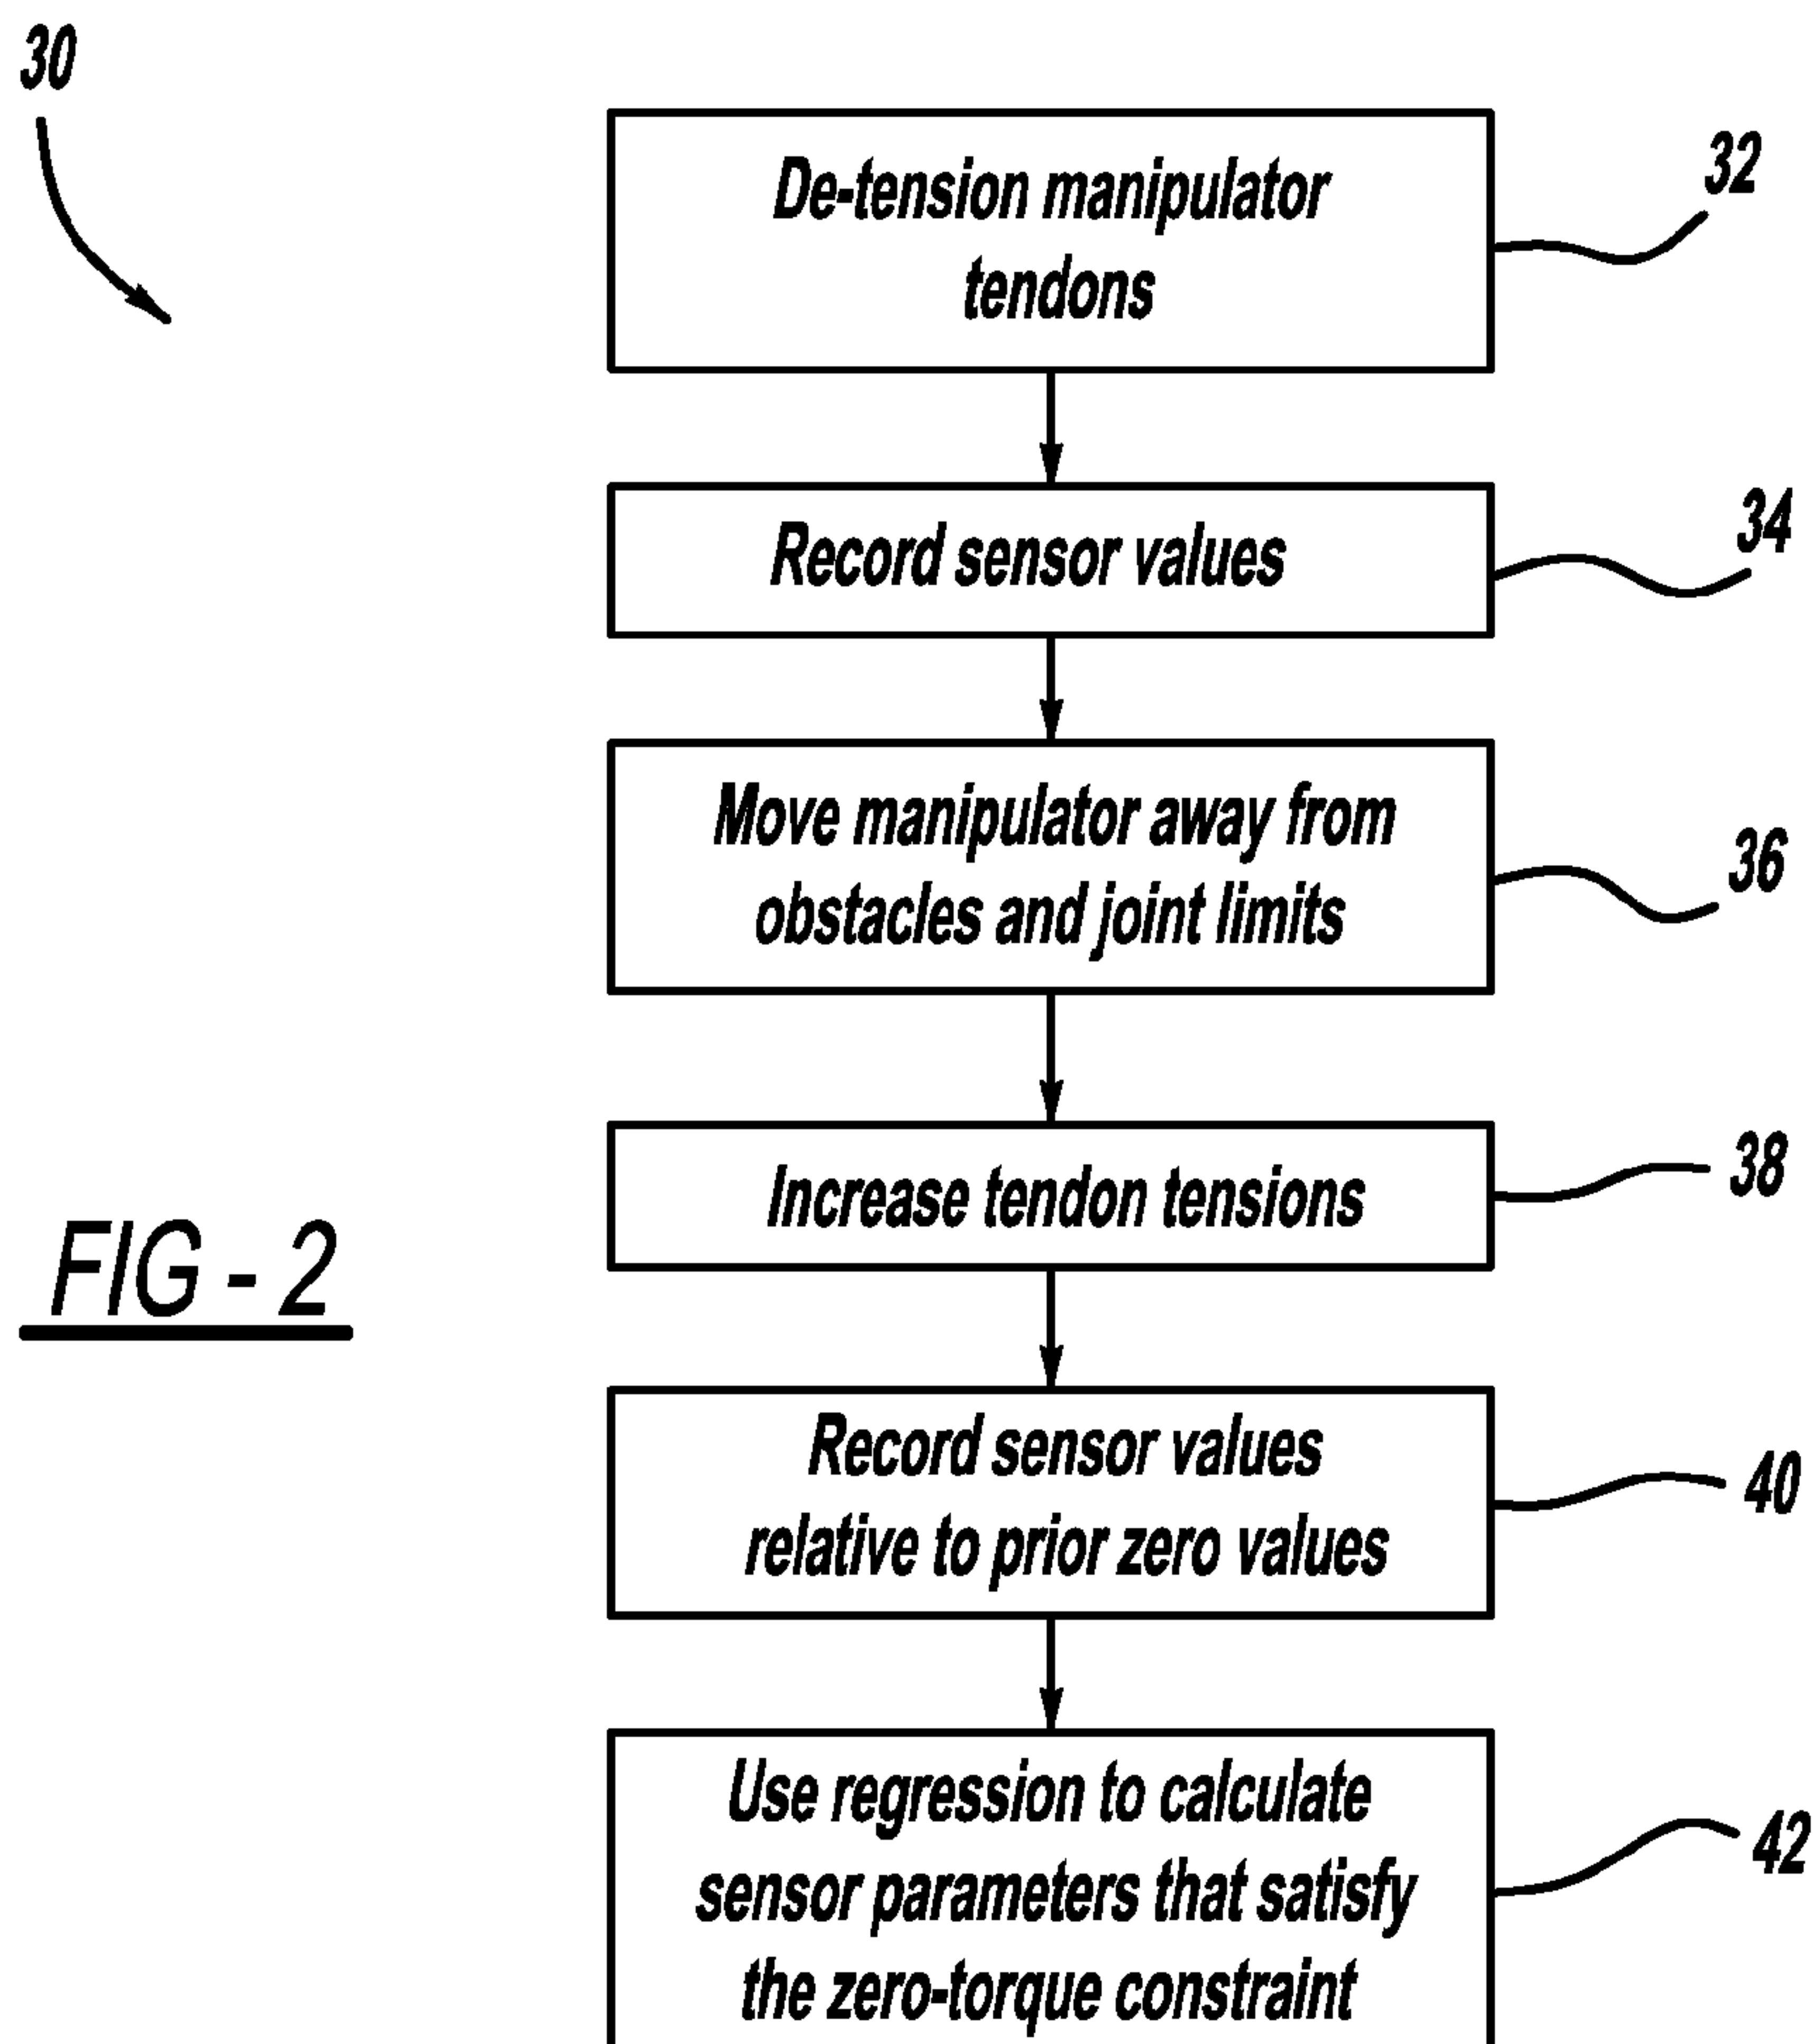 30
De-tension manipulator
tendons
32
Record sensor values
34
Move manipulator away from
obstacles and joint limits
36
Increase tendon tensions
38
FIG - 2
Record sensor values
relative to prior zero values
40
Use regression to calculate
sensor parameters that satisfy
the zero-torque constraint
42